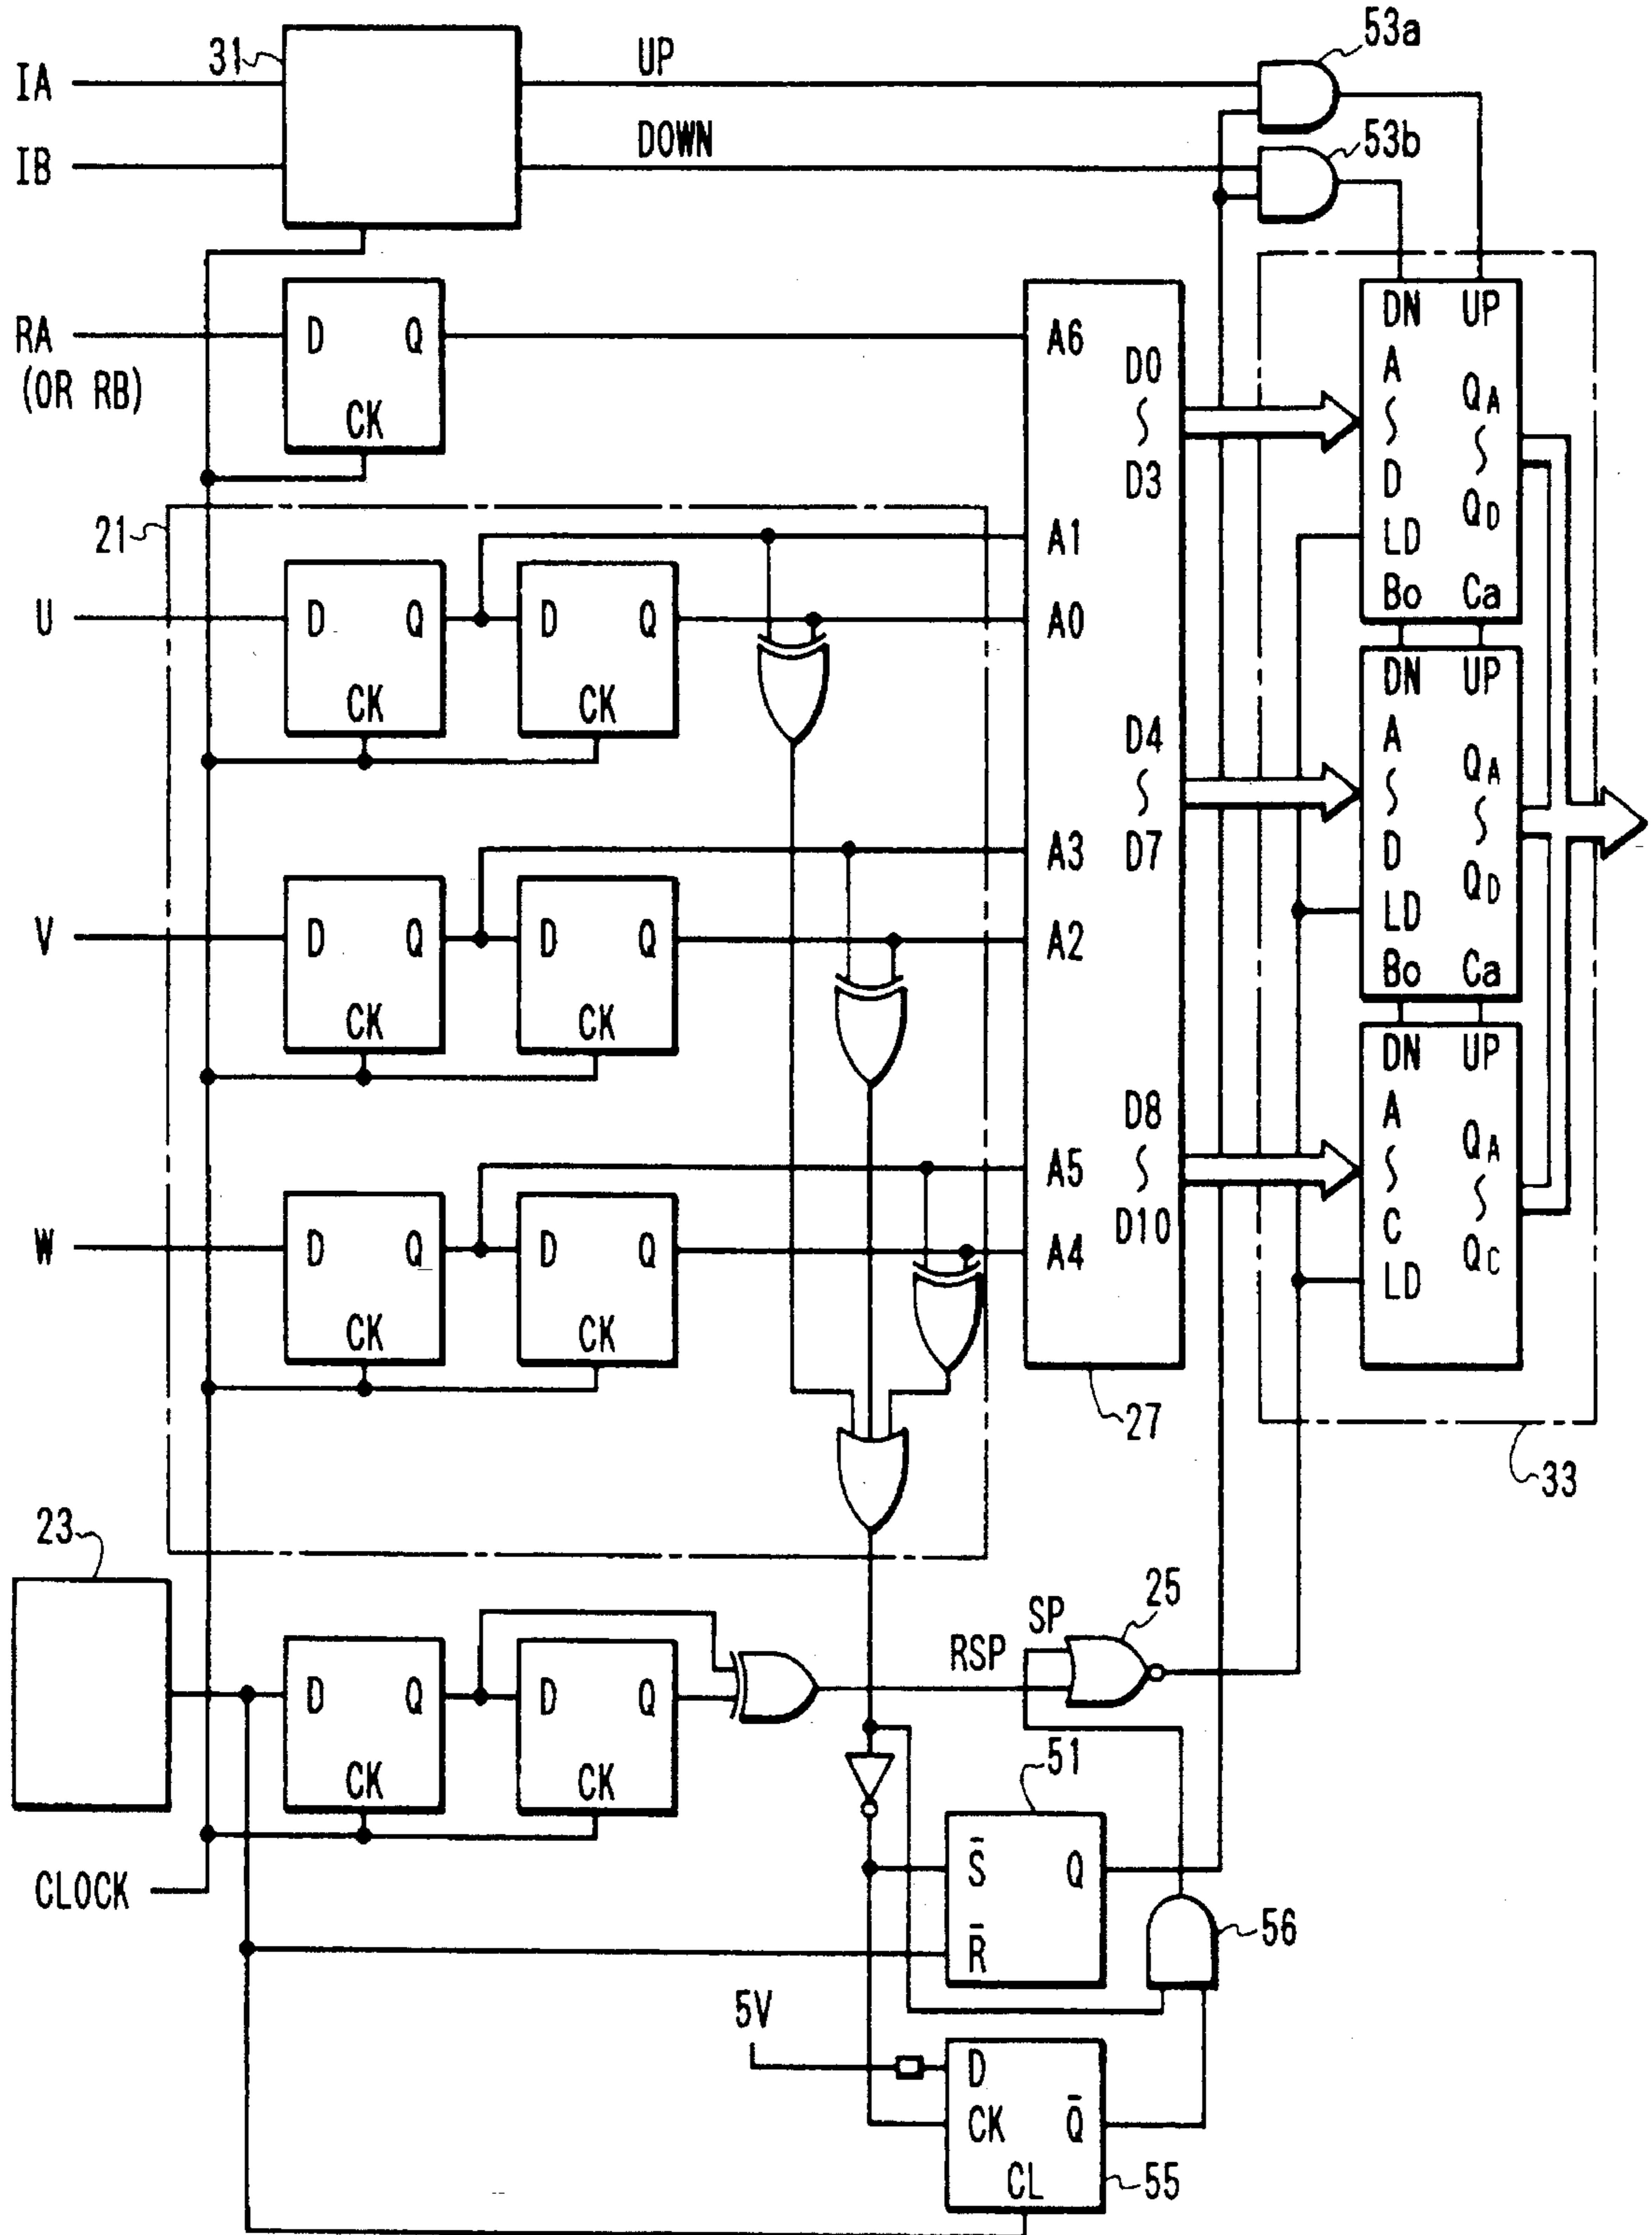 53a
31
UP
IA
DOWN
53b
IB
DN UP
RA
(OR RB)
D Q
CK
A6
D0
∫
D3
A
∫
D
QA
∫
QD
LD
Bo Ca
21
A1
U
D Q
CK
D Q
CK
A0
DN UP
D4
∫
D7
A
∫
D
QA
∫
QD
LD
Bo Ca
A3
V
D Q
CK
D Q
CK
A2
DN UP
D8
∫
D10
A
∫
C
QA
∫
QC
LD
A5
W
D Q
CK
D Q
CK
A4
27
33
23
D Q
CK
D Q
CK
RSP
SP
25
51
CLOCK
S̄ Q
R̄
56
5V
D
CK Q̄
CL
55